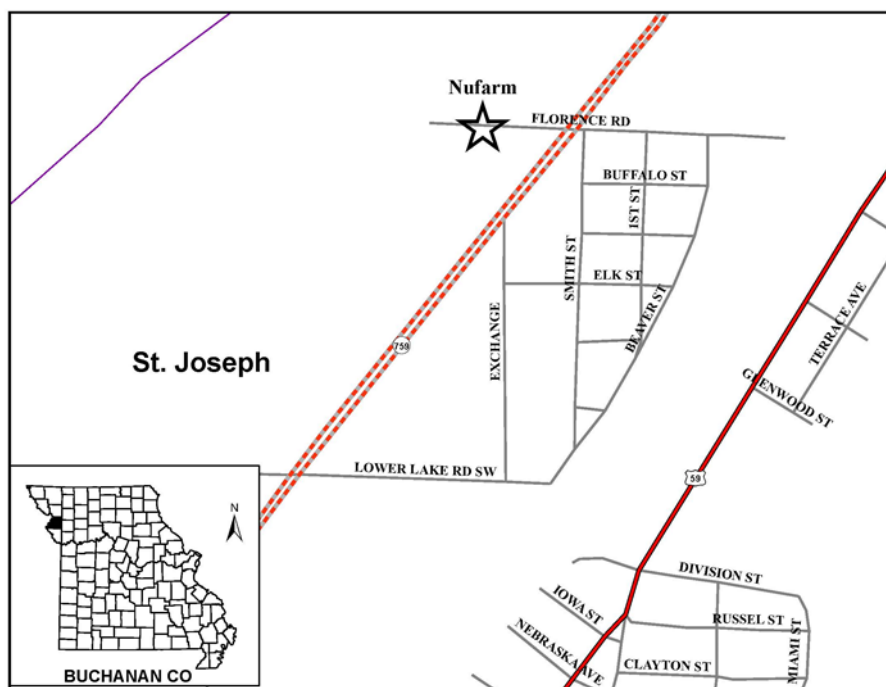 Nufarm
FLORENCE RD
BUFFALO ST
1ST ST
SMITH ST
ELK ST
BEAVER ST
EXCHANGE
759
TERRACE AVE
GLENWOOD ST
St. Joseph
LOWER LAKE RD SW
59
N
DIVISION ST
IOWA ST
RUSSEL ST
NEBRASKA AVE
MIAMI ST
CLAYTON ST
BUCHANAN CO